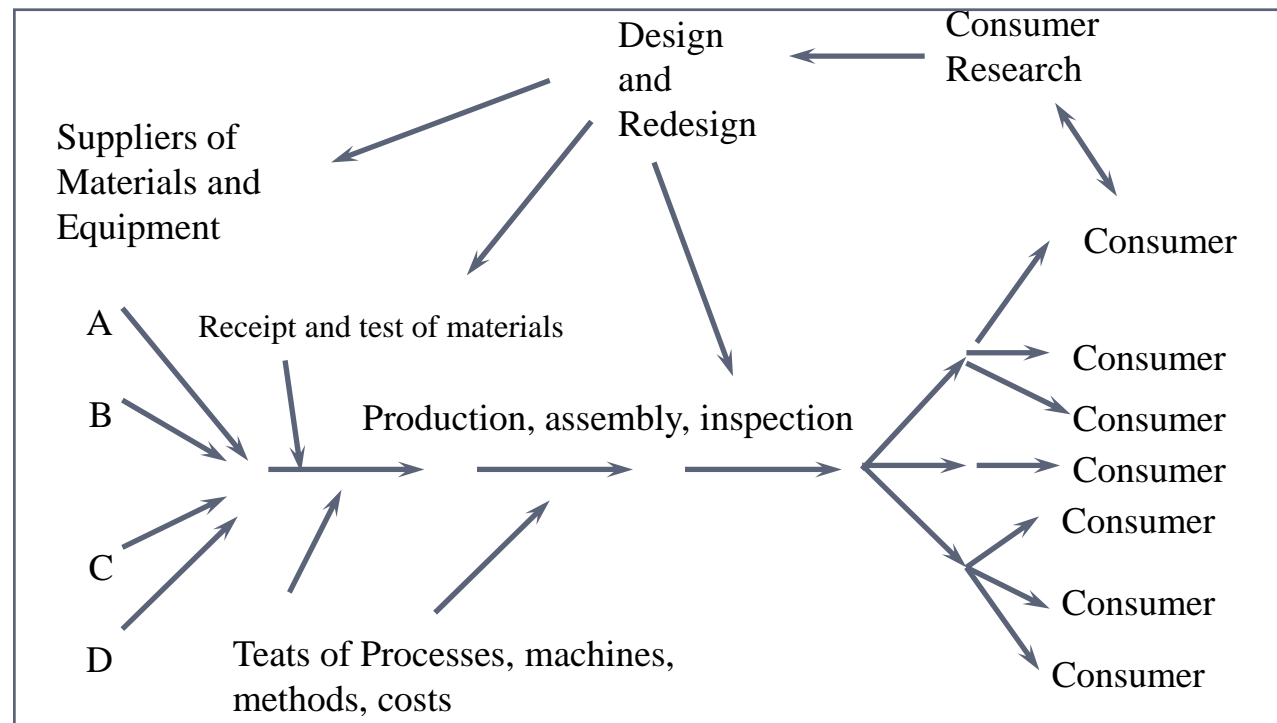 Design
and
Redesign
Consumer
Research
Suppliers of
Materials and
Equipment
Consumer
A
Receipt and test of materials
Consumer
B
Production, assembly, inspection
Consumer
Consumer
Consumer
C
Consumer
D
Teats of Processes, machines,
methods, costs
Consumer